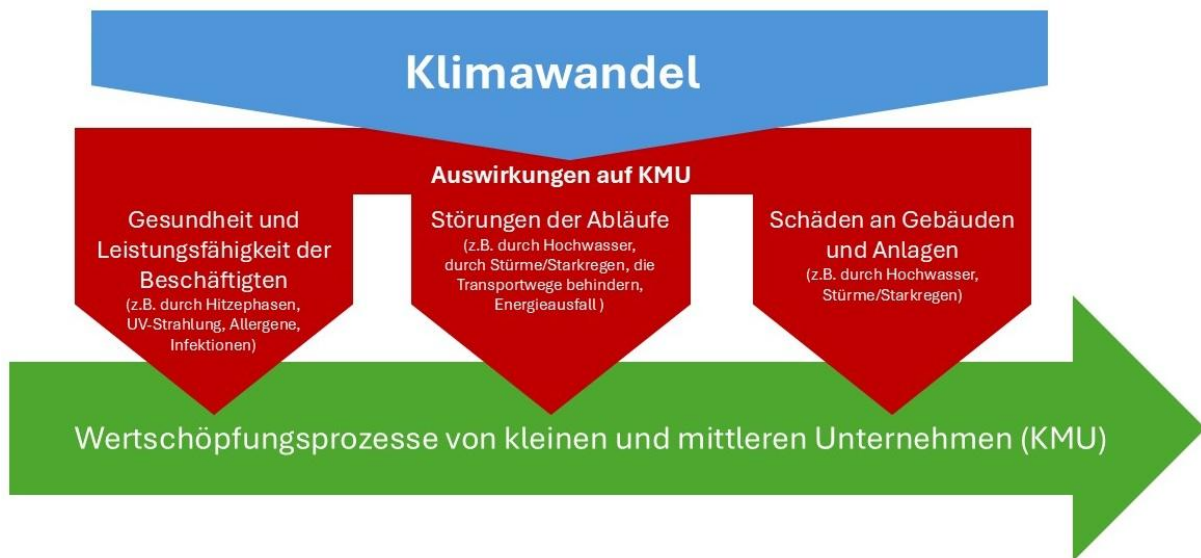 Klimawandel
Auswirkungen auf KMU
Gesundheit und
Leistungsfähigkeit der
Beschäftigten
(z.B. durch Hitzephasen,
UV-Strahlung, Allergene,
Infektionen)
Störungen der Abläufe
(z.B. durch Hochwasser,
durch Stürme/Starkregen, die
Transportwege behindern,
Energieausfall )
Schäden an Gebäuden
und Anlagen
(z.B. durch Hochwasser,
Stürme/Starkregen)
Wertschöpfungsprozesse von kleinen und mittleren Unternehmen (KMU)